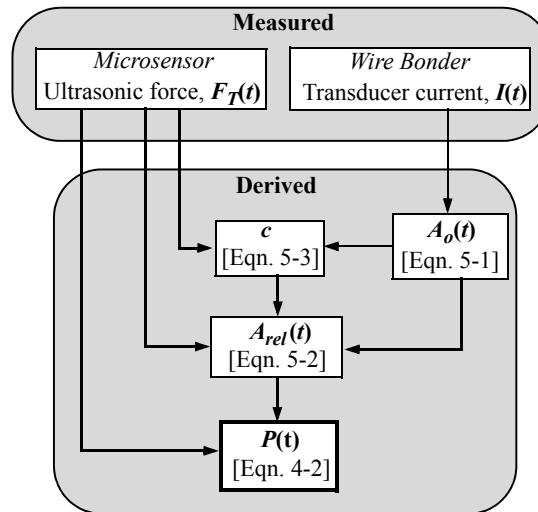 Measured
Microsensor
Ultrasonic force, F_T(t)
Wire Bonder
Transducer current, I(t)
Derived
c
[Eqn. 5-3]
A_o(t)
[Eqn. 5-1]
A_rel(t)
[Eqn. 5-2]
P(t)
[Eqn. 4-2]